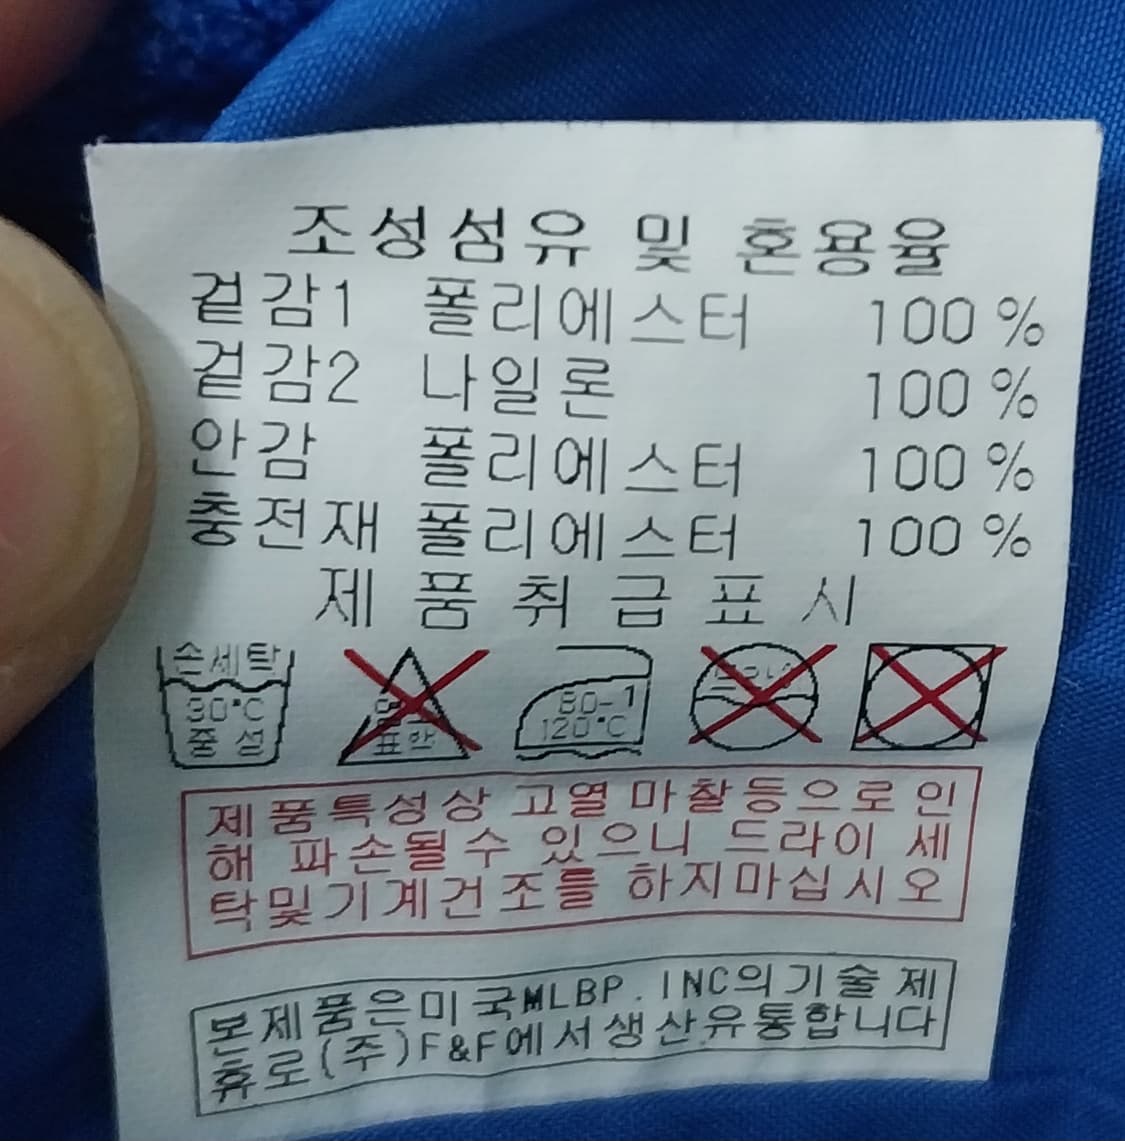 조성섬유 및 혼용율
겉감1 폴리에스터 100 %
겉감2 나일론 100 %
안감 폴리에스터 100 %
충전재 폴리에스터 100 %
제 품 취 급 표 시
손세탁
30°C
중 성
80-1
120°C
제품특성상 고열 마찰등으로 인
해 파손될수 있으니 드라이 세
탁및기계건조를 하지마십시오
본제품은미국MLBP.INC의기술제
휴로(주)F&F에서생산유통합니다